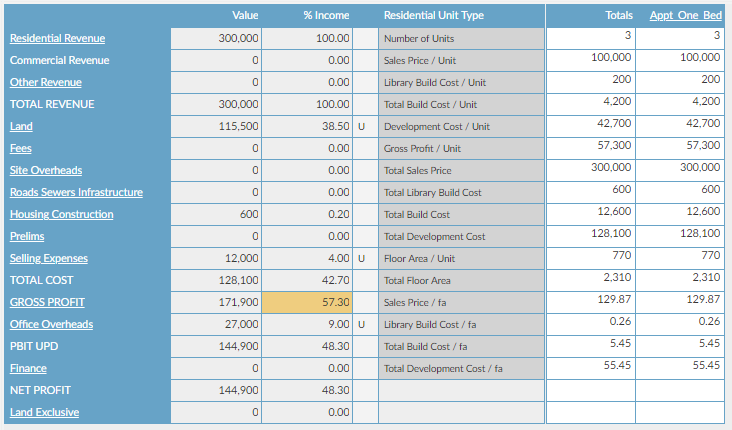 Value % Income Residential Unit Type Totals Appt_One_Bed
Residential Revenue 300,000 100.00 Number of Units 3 3
Commercial Revenue 0 0.00 Sales Price / Unit 100,000 100,000
Other Revenue 0 0.00 Library Build Cost / Unit 200 200
TOTAL REVENUE 300,000 100.00 Total Build Cost / Unit 4,200 4,200
Land 115,500 38.50 U Development Cost / Unit 42,700 42,700
Fees 0 0.00 Gross Profit / Unit 57,300 57,300
Site Overheads 0 0.00 Total Sales Price 300,000 300,000
Roads Sewers Infrastructure 0 0.00 Total Library Build Cost 600 600
Housing Construction 600 0.20 Total Build Cost 12,600 12,600
Prelims 0 0.00 Total Development Cost 128,100 128,100
Selling Expenses 12,000 4.00 U Floor Area / Unit 770 770
TOTAL COST 128,100 42.70 Total Floor Area 2,310 2,310
GROSS PROFIT 171,900 57.30 Sales Price / fa 129.87 129.87
Office Overheads 27,000 9.00 U Library Build Cost / fa 0.26 0.26
PBIT UPD 144,900 48.30 Total Build Cost / fa 5.45 5.45
Finance 0 0.00 Total Development Cost / fa 55.45 55.45
NET PROFIT 144,900 48.30
Land Exclusive 0 0.00